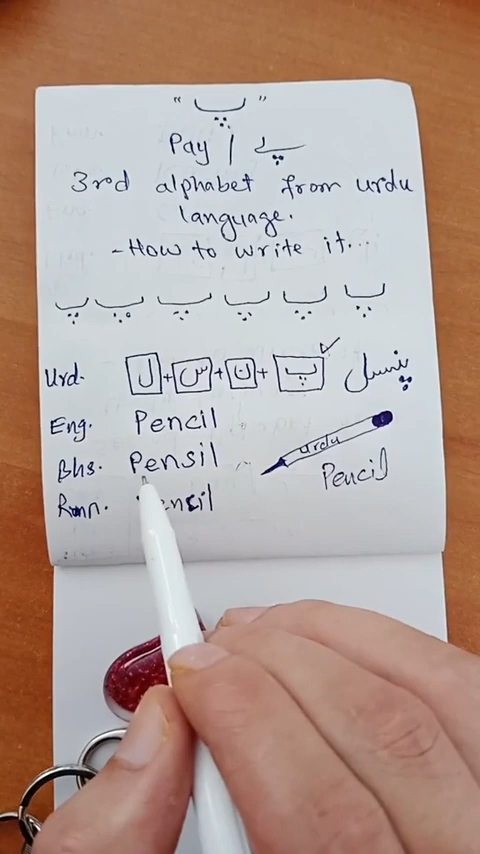 " پ "
Pay / پے
3rd alphabet from urdu
language.
-How to write it...
پ پ پ پ پ پ
Urd. ل + س + ن + پ ✓ پنسل
Eng. Pencil
Bhs. Pensil
urdu
Pencil
Rmn. Pencil